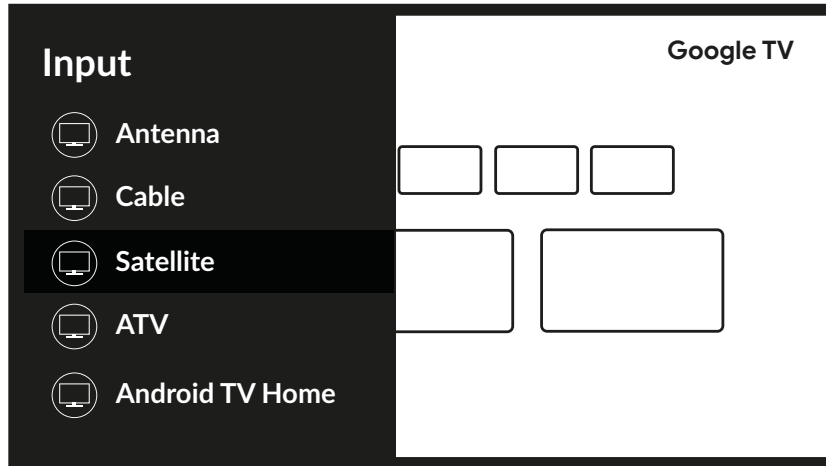 Input
Google TV
Antenna
Cable
Satellite
ATV
Android TV Home